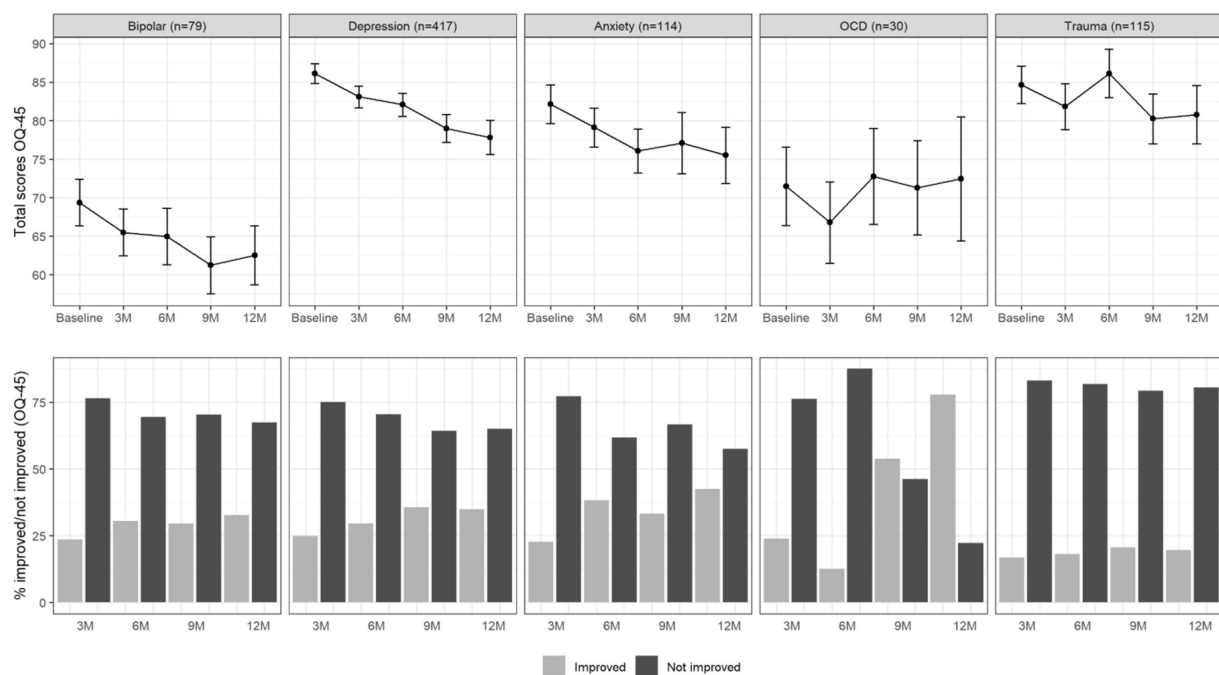 Bipolar (n=79) Depression (n=417) Anxiety (n=114) OCD (n=30) Trauma (n=115)
Total scores OQ-45
90
85
80
75
70
65
60
Baseline 3M 6M 9M 12M Baseline 3M 6M 9M 12M Baseline 3M 6M 9M 12M Baseline 3M 6M 9M 12M Baseline 3M 6M 9M 12M
% improved/not improved (OQ-45)
75
50
25
0
3M 6M 9M 12M 3M 6M 9M 12M 3M 6M 9M 12M 3M 6M 9M 12M 3M 6M 9M 12M
Improved Not improved